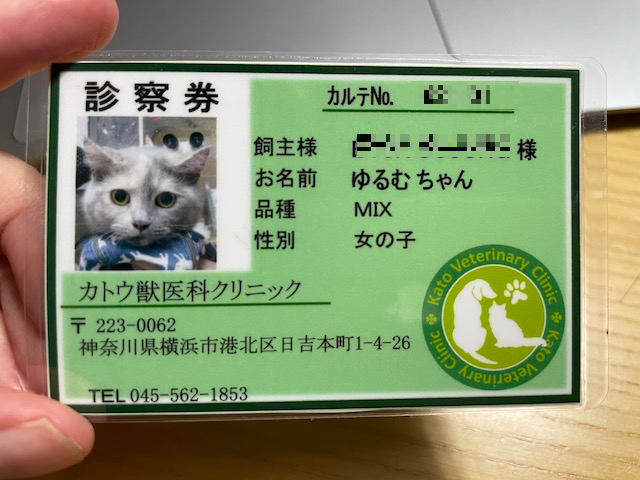 診察券
カルテNo.
飼主様 様
お名前 ゆるむちゃん
品種 MIX
性別 女の子
カトウ獣医科クリニック
〒 223-0062
神奈川県横浜市港北区日吉本町1-4-26
TEL 045-562-1853
Kato Veterinary Clinic
Kato Veterinary Clinic